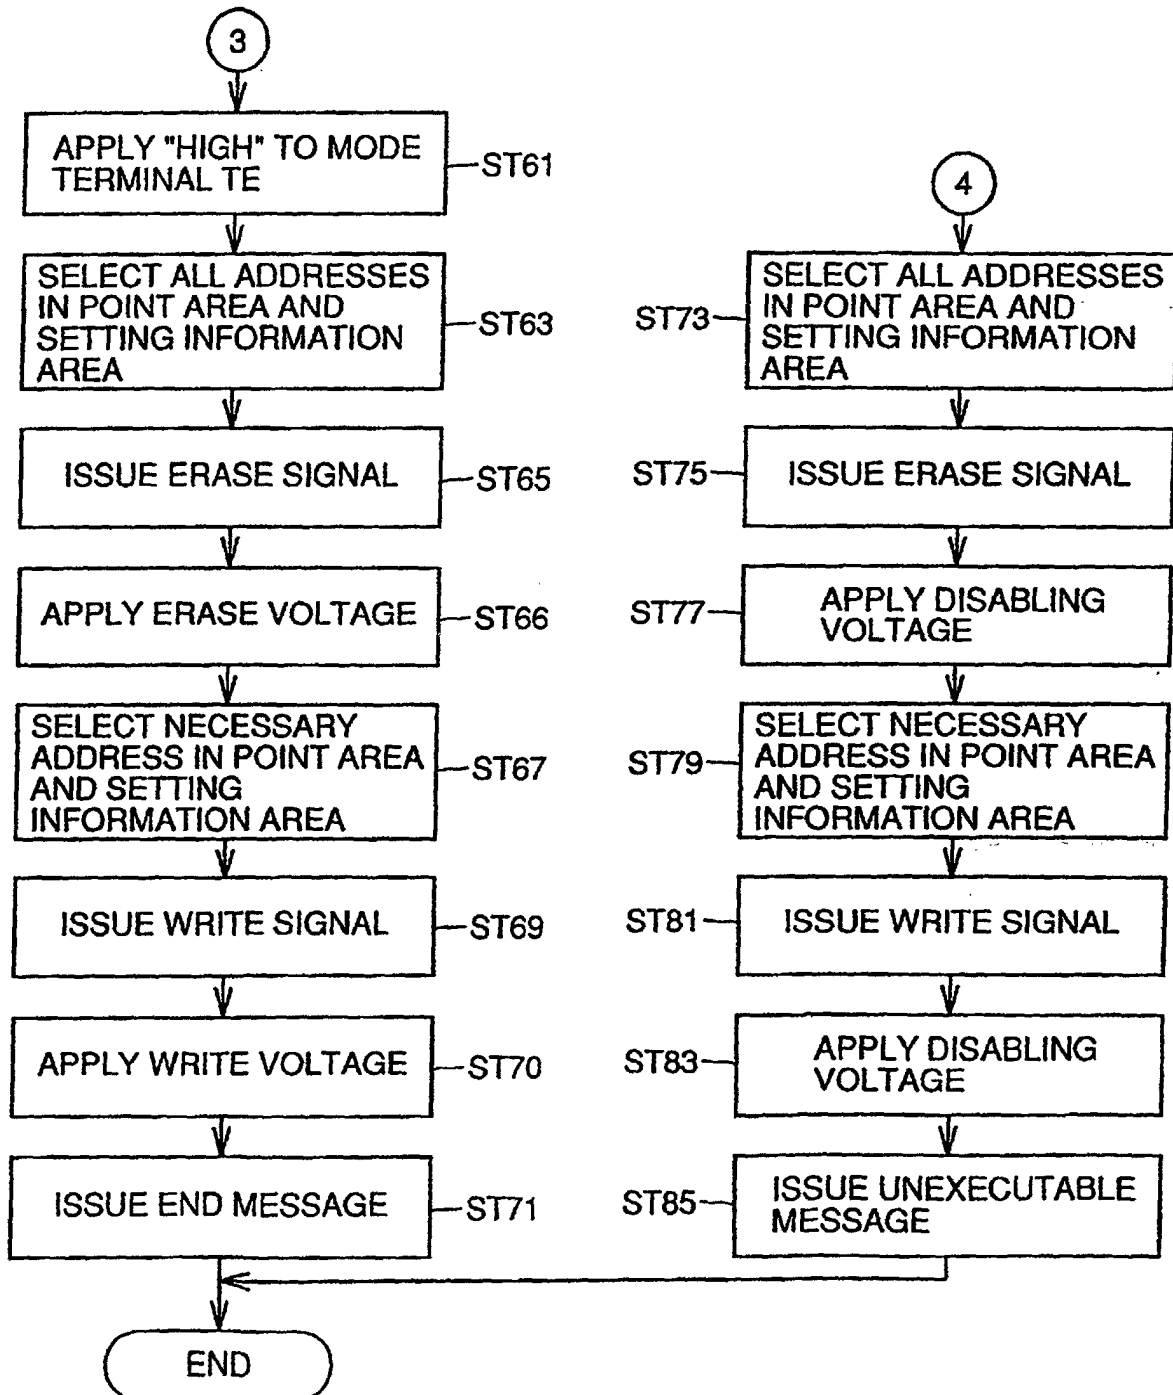 3
APPLY "HIGH" TO MODE
TERMINAL TE
ST61
SELECT ALL ADDRESSES
IN POINT AREA AND
SETTING INFORMATION
AREA
ST63
ISSUE ERASE SIGNAL
ST65
APPLY ERASE VOLTAGE
ST66
SELECT NECESSARY
ADDRESS IN POINT AREA
AND SETTING
INFORMATION AREA
ST67
ISSUE WRITE SIGNAL
ST69
APPLY WRITE VOLTAGE
ST70
ISSUE END MESSAGE
ST71
END
4
ST73
SELECT ALL ADDRESSES
IN POINT AREA AND
SETTING INFORMATION
AREA
ST75
ISSUE ERASE SIGNAL
ST77
APPLY DISABLING
VOLTAGE
ST79
SELECT NECESSARY
ADDRESS IN POINT AREA
AND SETTING
INFORMATION AREA
ST81
ISSUE WRITE SIGNAL
ST83
APPLY DISABLING
VOLTAGE
ST85
ISSUE UNEXECUTABLE
MESSAGE